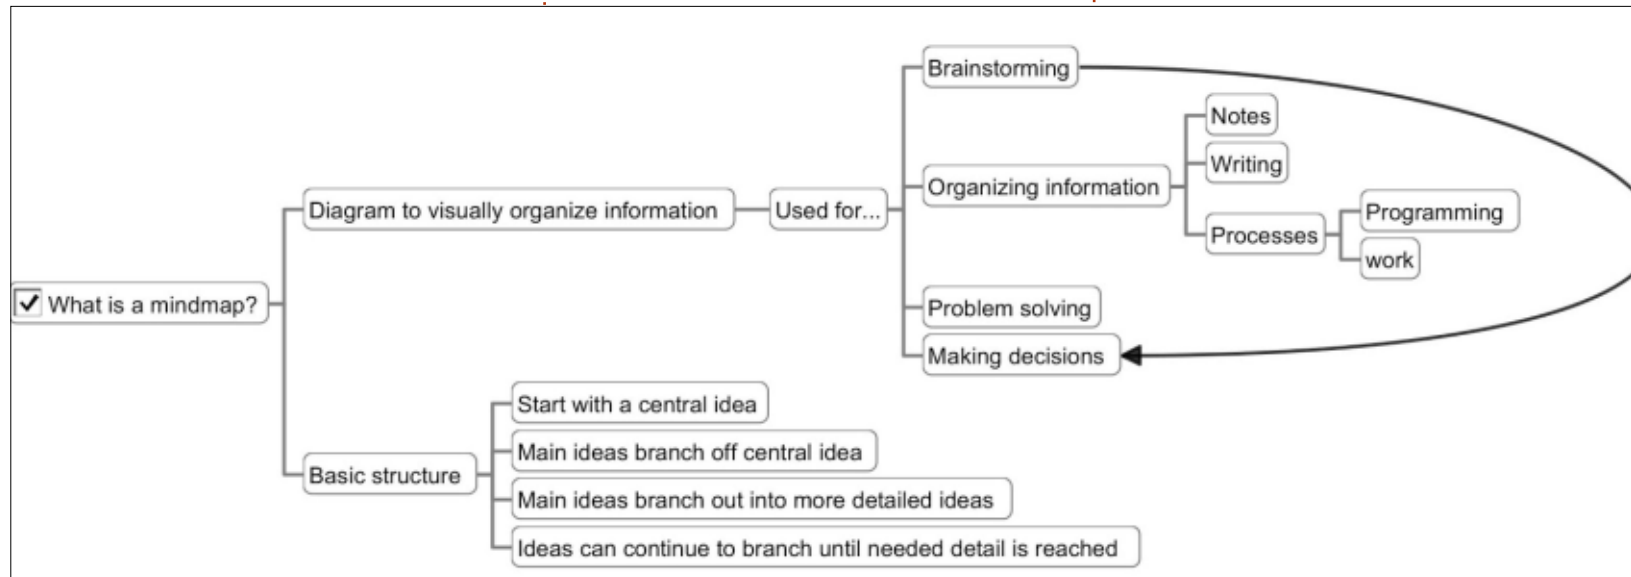 What is a mindmap?
Diagram to visually organize information
Used for...
Brainstorming
Organizing information
Notes
Writing
Processes
Programming
work
Problem solving
Making decisions
Basic structure
Start with a central idea
Main ideas branch off central idea
Main ideas branch out into more detailed ideas
Ideas can continue to branch until needed detail is reached